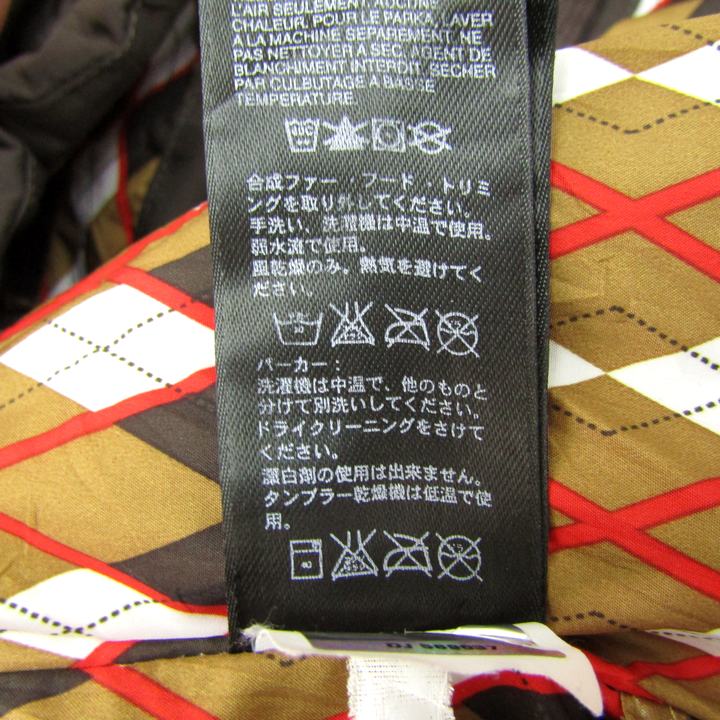 CHALEUR. POUR LE PARKA, LAVER
A LA MACHINE SEPARAMENT. NE
PAS NETTOYER A SEC. AGENT DE
BLANCHIMENT INTERDIT. SECHER
PAR CULBUTAGE A BASSE
TEMPERATURE.
合成ファー・フード・トリミ
ングを取り外してください。
手洗い、洗濯機は中温で使用。
弱水流で使用。
風乾燥のみ。熱気を避けてく
ださい。
パーカー:
洗濯機は中温で、他のものと
分けて別洗いしてください。
ドライクリーニングをさけて
ください。
漂白剤の使用は出来ません。
タンブラー乾燥機は低温で使
用。